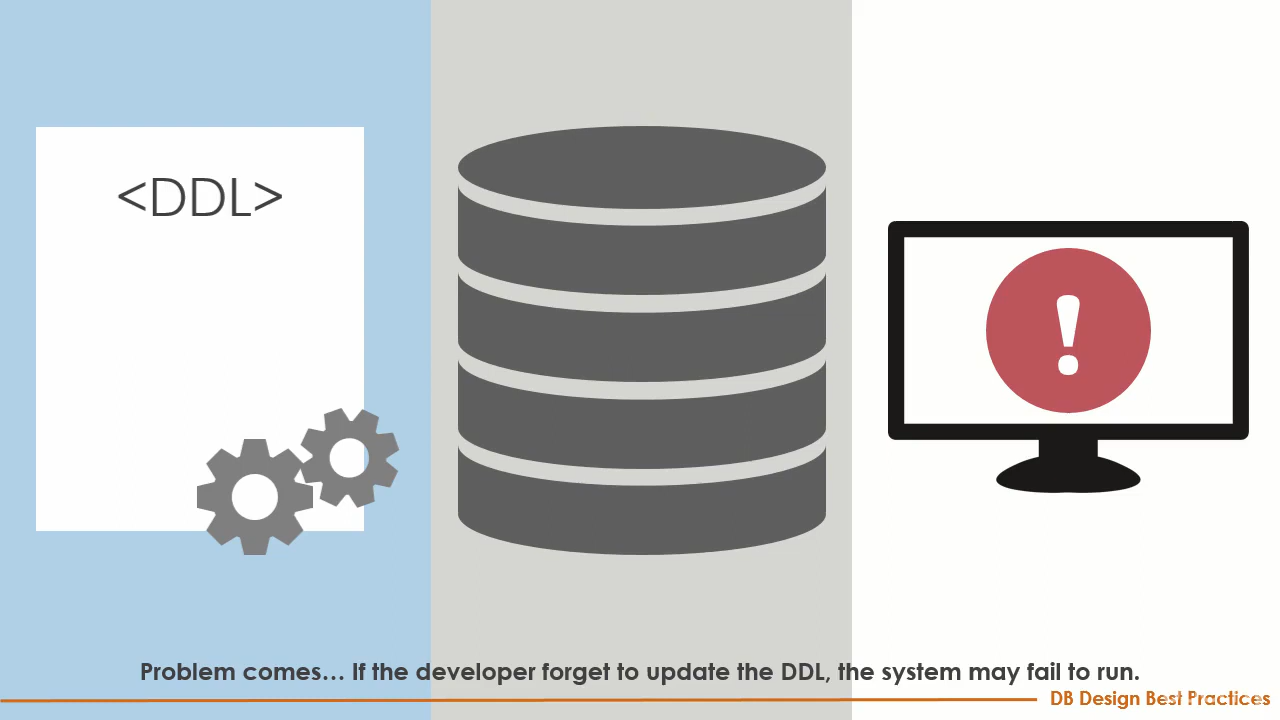 <DDL>
!
Problem comes... If the developer forget to update the DDL, the system may fail to run.
DB Design Best Practices